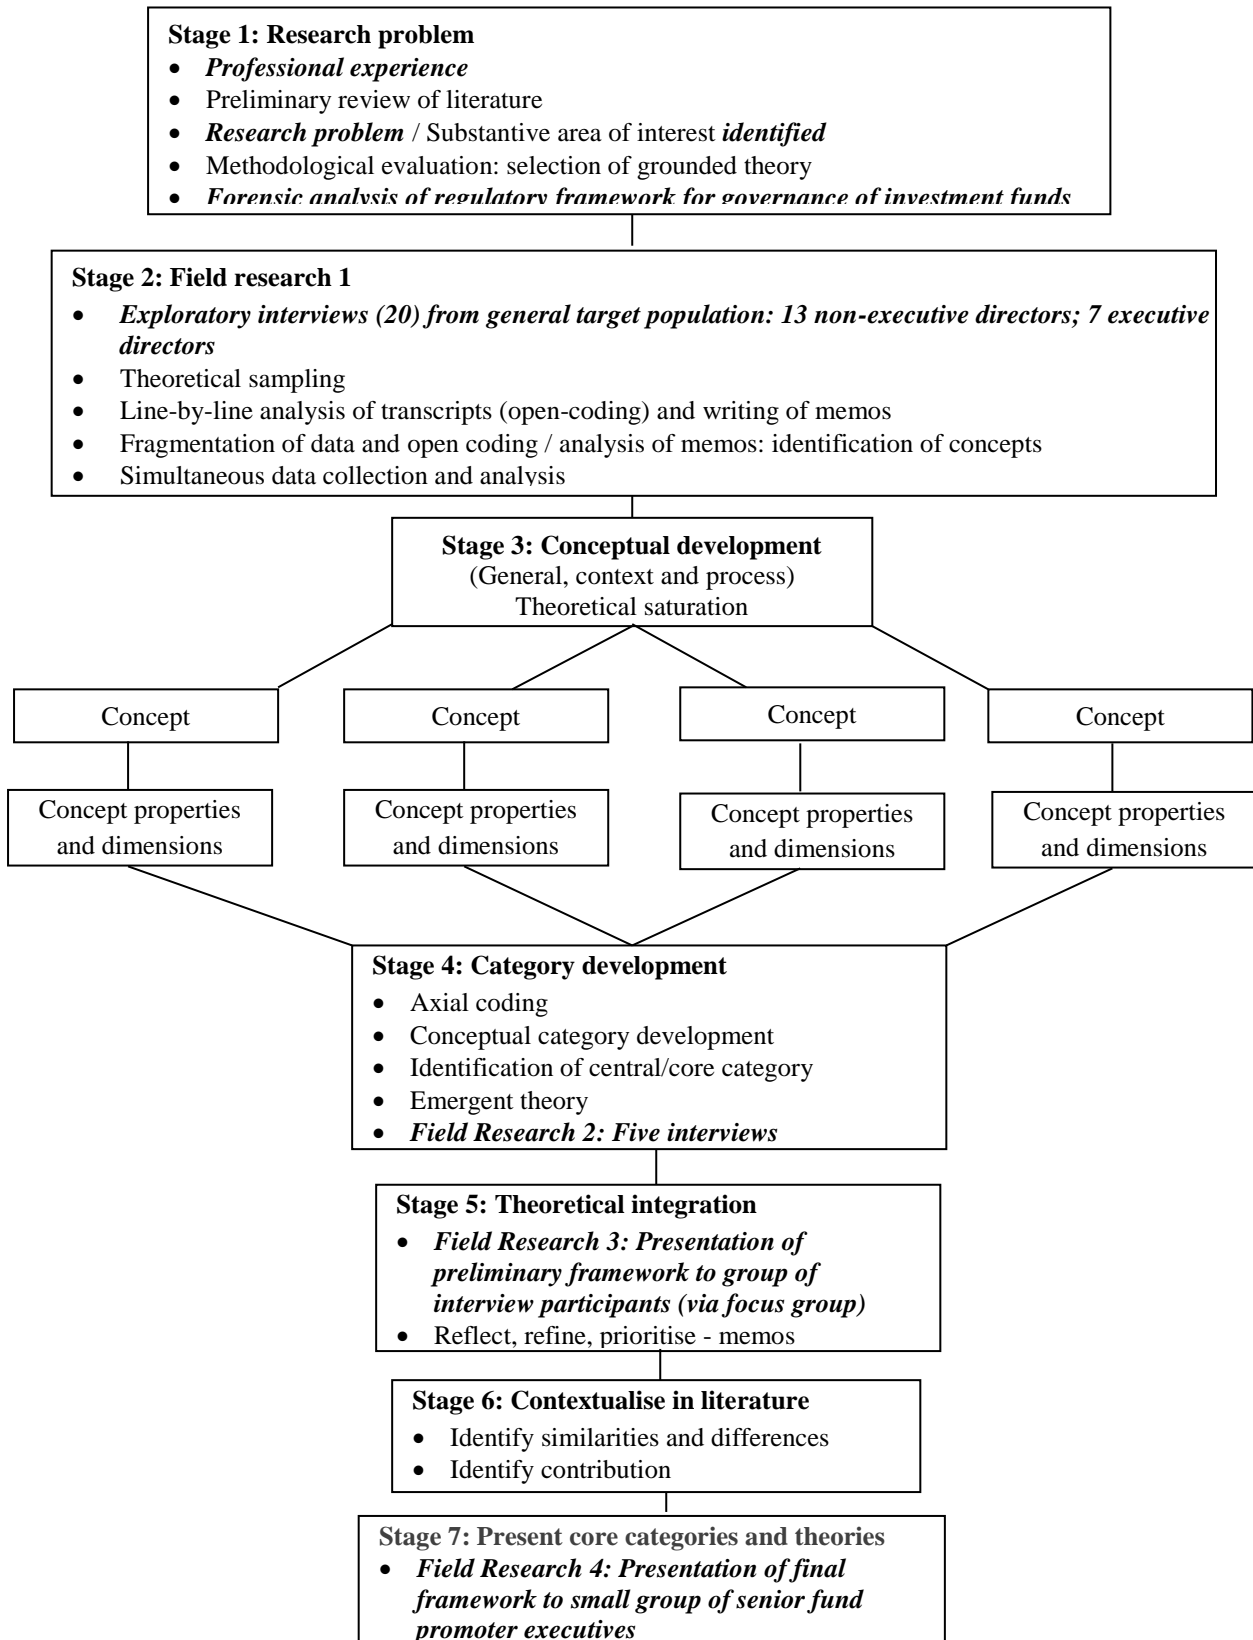 Stage 1: Research problem
• Professional experience
• Preliminary review of literature
• Research problem / Substantive area of interest identified
• Methodological evaluation: selection of grounded theory
• Forensic analysis of regulatory framework for governance of investment funds
Stage 2: Field research 1
• Exploratory interviews (20) from general target population: 13 non-executive directors; 7 executive
directors
• Theoretical sampling
• Line-by-line analysis of transcripts (open-coding) and writing of memos
• Fragmentation of data and open coding / analysis of memos: identification of concepts
• Simultaneous data collection and analysis
Stage 3: Conceptual development
(General, context and process)
Theoretical saturation
Concept
Concept
Concept
Concept
Concept properties
and dimensions
Concept properties
and dimensions
Concept properties
and dimensions
Concept properties
and dimensions
Stage 4: Category development
• Axial coding
• Conceptual category development
• Identification of central/core category
• Emergent theory
• Field Research 2: Five interviews
Stage 5: Theoretical integration
• Field Research 3: Presentation of
preliminary framework to group of
interview participants (via focus group)
• Reflect, refine, prioritise - memos
Stage 6: Contextualise in literature
• Identify similarities and differences
• Identify contribution
Stage 7: Present core categories and theories
• Field Research 4: Presentation of final
framework to small group of senior fund
promoter executives